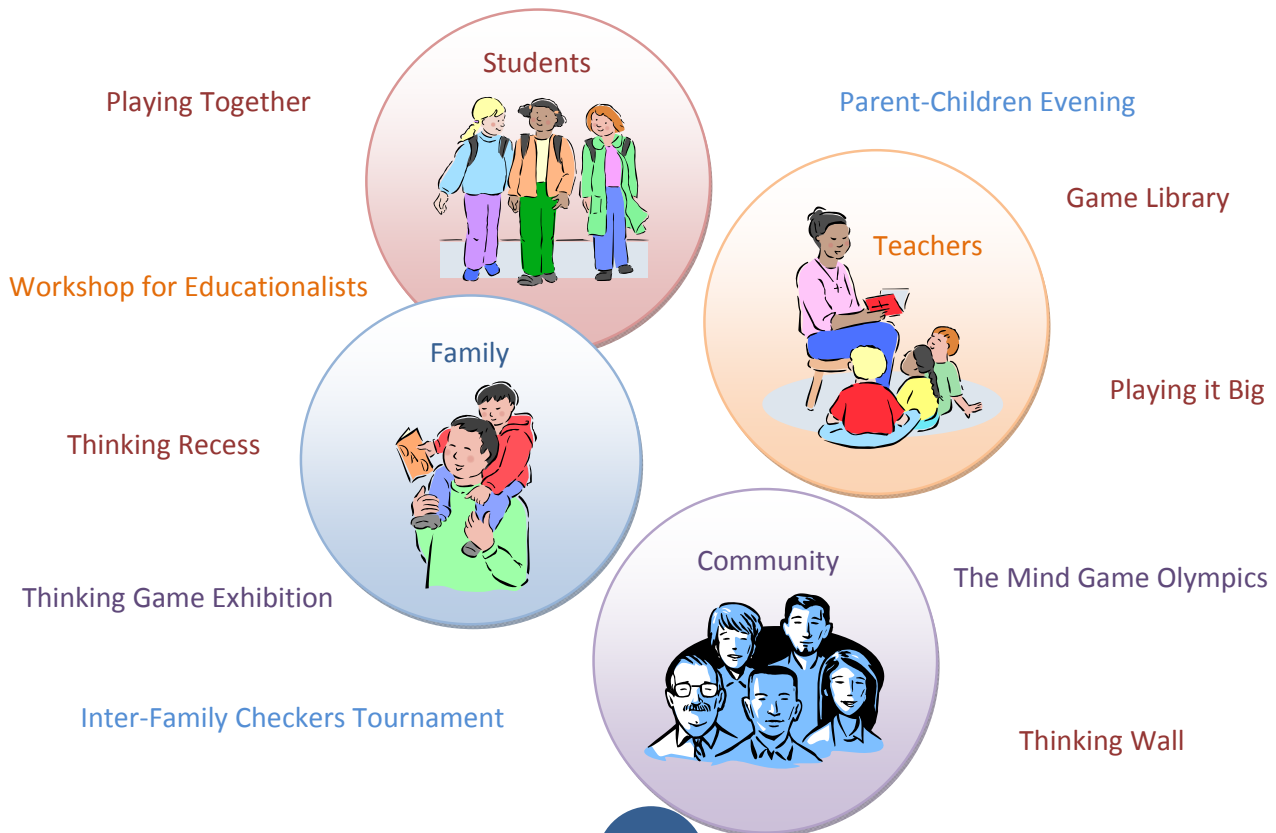 Students
Playing Together
Parent-Children Evening
Game Library
Teachers
Workshop for Educationalists
Family
Playing it Big
Thinking Recess
Community
The Mind Game Olympics
Thinking Game Exhibition
Inter-Family Checkers Tournament
Thinking Wall
DAD